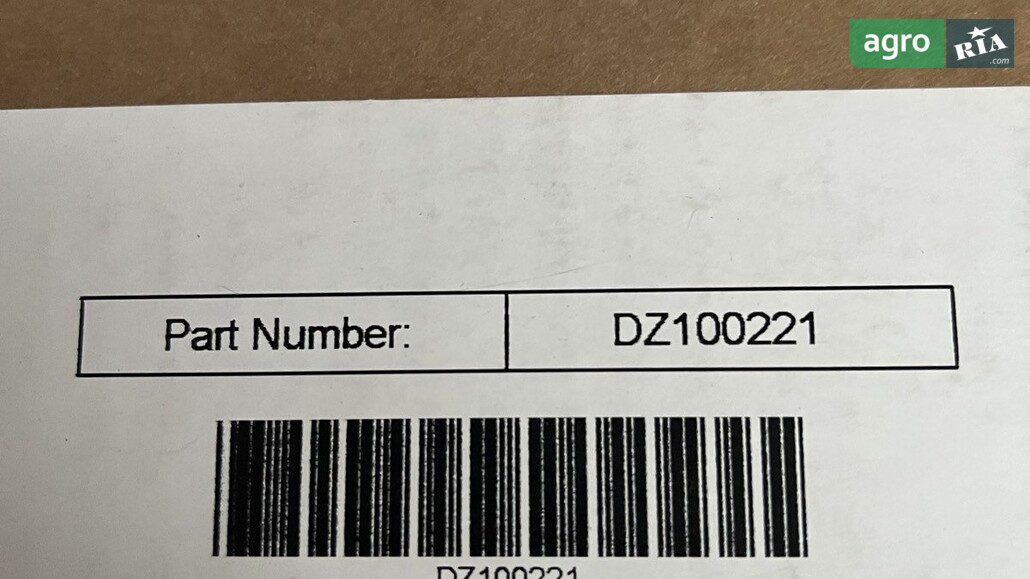 agro RIA .com
Part Number: DZ100221
DZ100221